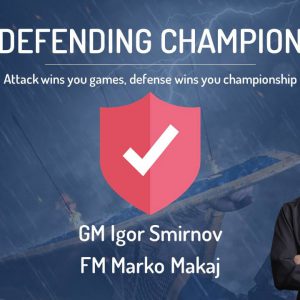 DEFENDING CHAMPION
Attack wins you games, defense wins you championship
GM Igor Smirnov
FM Marko Makaj